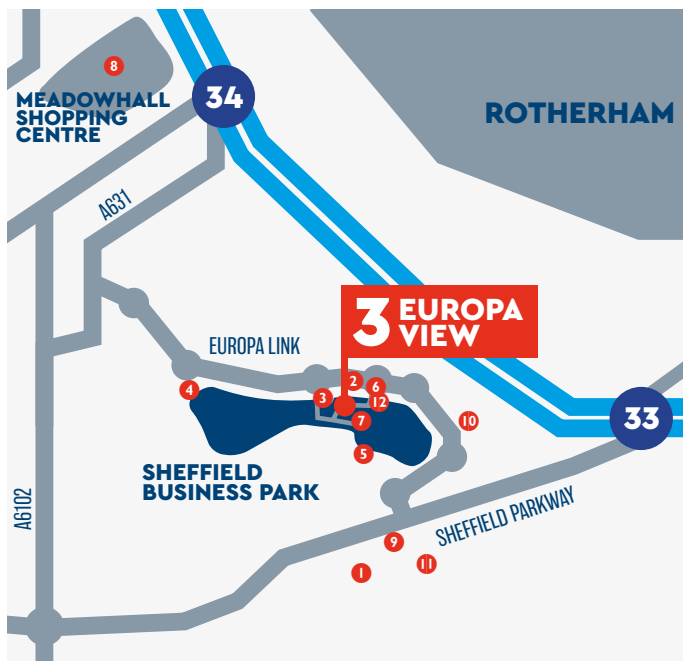 8
34
MEADOWHALL
SHOPPING
CENTRE
ROTHERHAM
A631
3 EUROPA
VIEW
EUROPA LINK
2
6
4
3
12
7
10
33
5
SHEFFIELD
BUSINESS PARK
A6102
SHEFFIELD PARKWAY
9
11
1